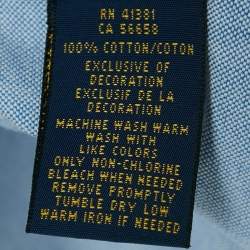 RN 41381
CA 56658
100% COTTON/COTON
EXCLUSIVE OF
DECORATION
EXCLUSIF DE LA
DECORATION
MACHINE WASH WARM
WASH WITH
LIKE COLORS
ONLY NON-CHLORINE
BLEACH WHEN NEEDED
REMOVE PROMPTLY
TUMBLE DRY LOW
WARM IRON IF NEEDED